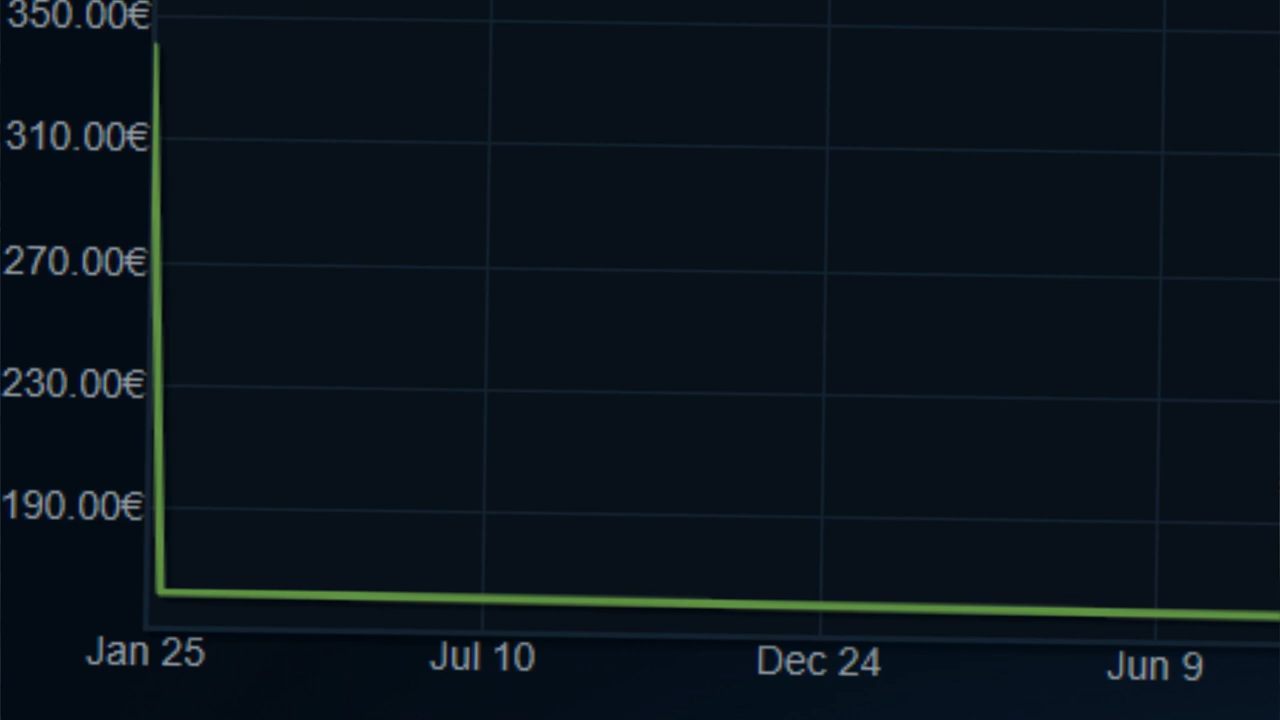 350.00€
310.00€
270.00€
230.00€
190.00€
Jan 25
Jul 10
Dec 24
Jun 9